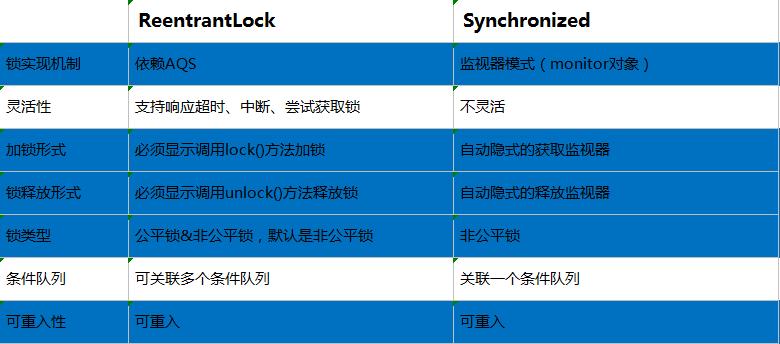 ReentrantLock Synchronized
锁实现机制 依赖AQS 监视器模式（monitor对象）
灵活性 支持响应超时、中断、尝试获取锁 不灵活
加锁形式 必须显示调用lock()方法加锁 自动隐式的获取监视器
锁释放形式 必须显示调用unlock()方法释放锁 自动隐式的释放监视器
锁类型 公平锁&非公平锁，默认是非公平锁 非公平锁
条件队列 可关联多个条件队列 关联一个条件队列
可重入性 可重入 可重入